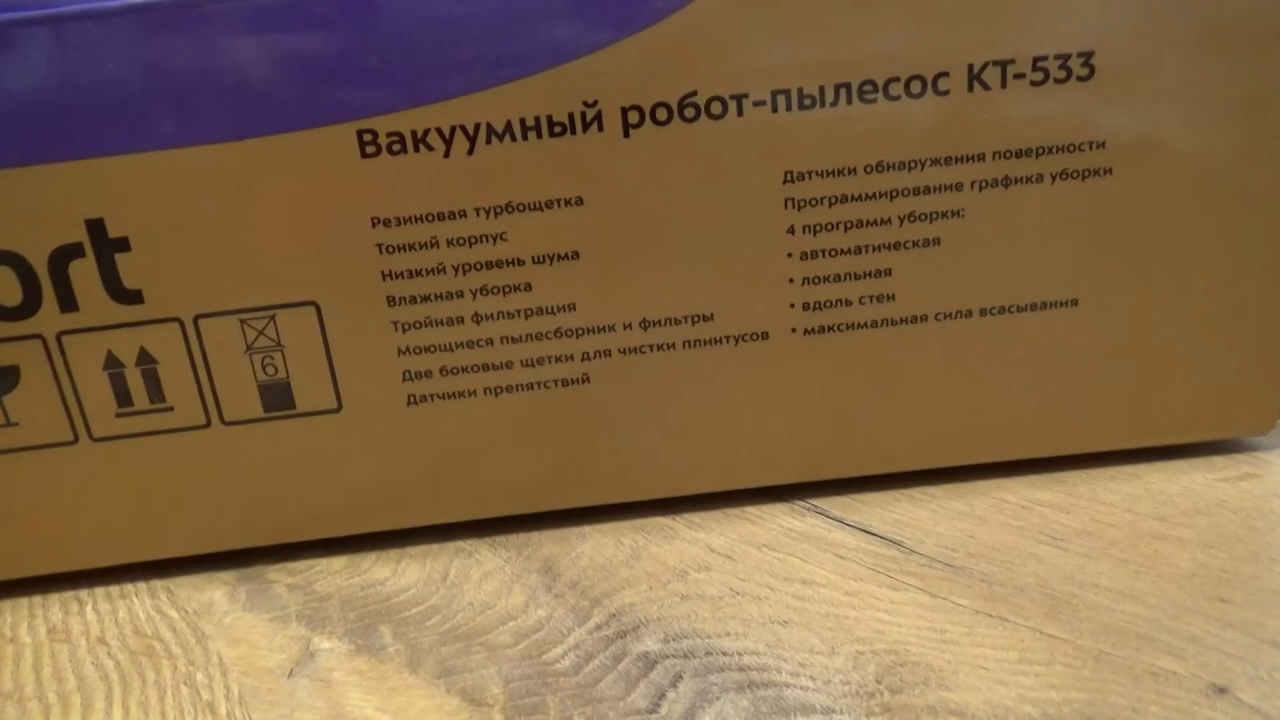 Вакуумный робот-пылесос КТ-533
ort
6
Резиновая турбощетка
Тонкий корпус
Низкий уровень шума
Влажная уборка
Тройная фильтрация
Моющиеся пылесборник и фильтры
Две боковые щетки для чистки плинтусов
Датчики препятствий
Датчики обнаружения поверхности
Программирование графика уборки
4 программ уборки:
• автоматическая
• локальная
• вдоль стен
• максимальная сила всасывания